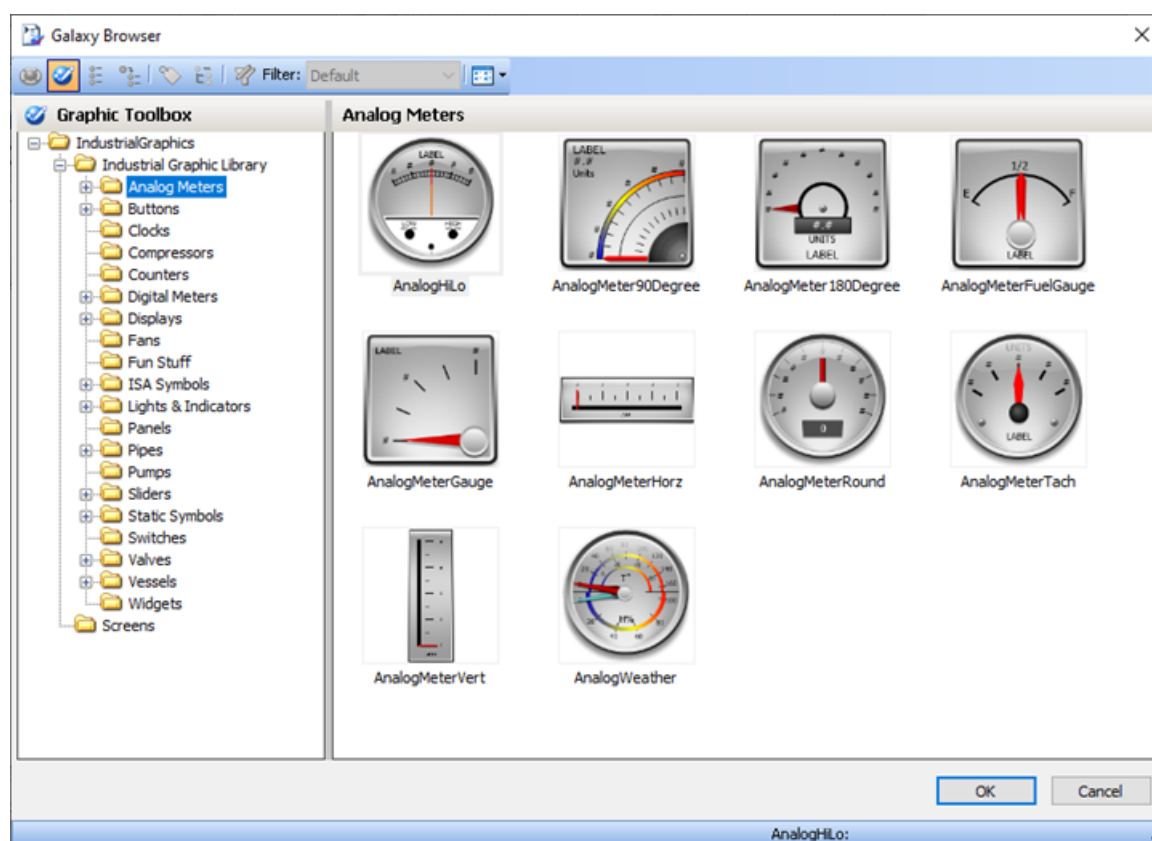 Galaxy Browser
Filter: Default
Graphic Toolbox
IndustrialGraphics
Industrial Graphic Library
Analog Meters
Buttons
Clocks
Compressors
Counters
Digital Meters
Displays
Fans
Fun Stuff
ISA Symbols
Lights & Indicators
Panels
Pipes
Pumps
Sliders
Static Symbols
Switches
Valves
Vessels
Widgets
Screens
Analog Meters
LABEL
LOW HIGH
AnalogHiLo
LABEL
#.#
Units
AnalogMeter90Degree
#.#
UNITS
LABEL
AnalogMeter180Degree
1/2
E F
LABEL
AnalogMeterFuelGauge
LABEL
AnalogMeterGauge
AnalogMeterHorz
0
AnalogMeterRound
UNITS
LABEL
AnalogMeterTach
AnalogMeterVert
T°
H%
AnalogWeather
OK Cancel
AnalogHiLo: